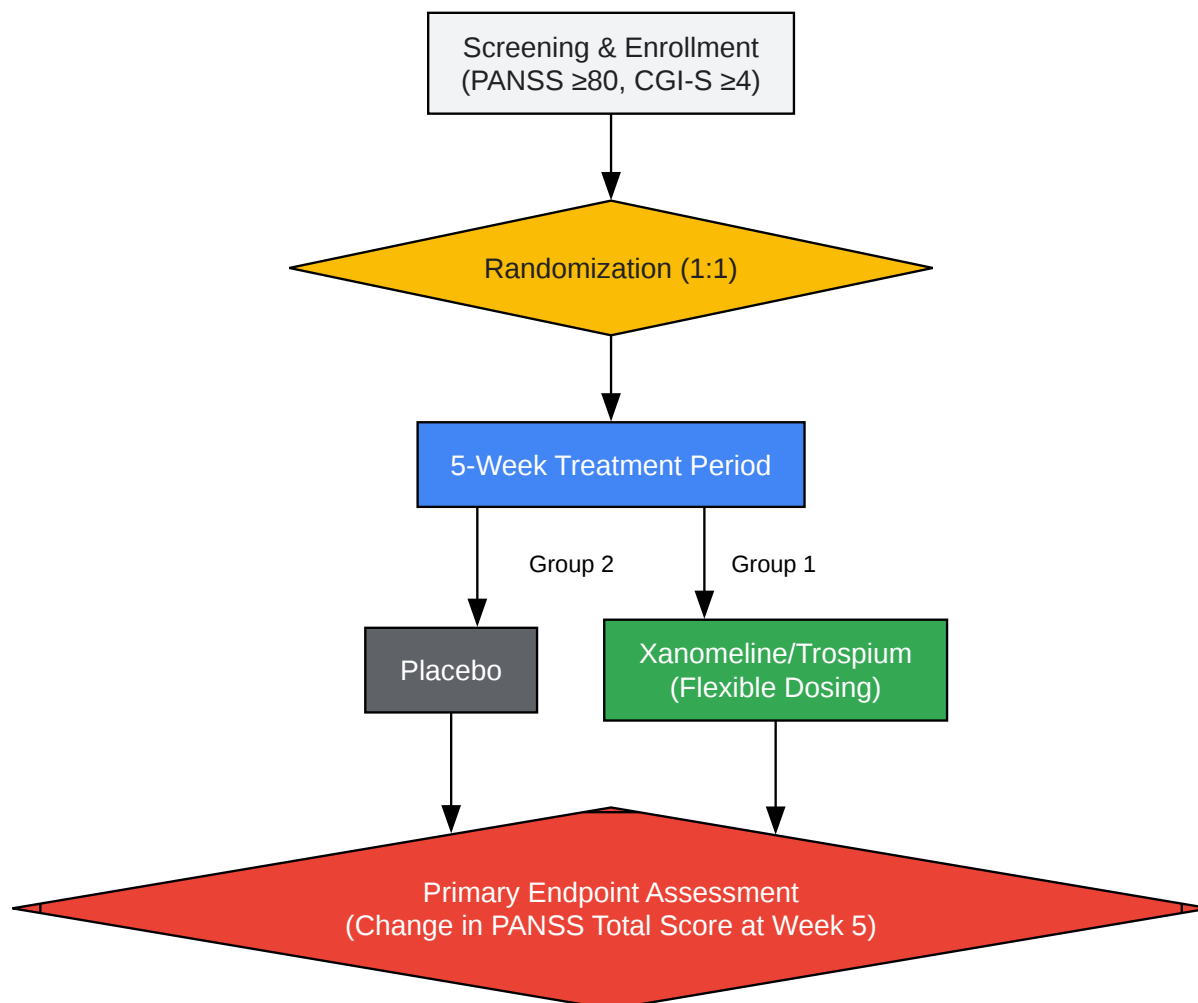 Screening & Enrollment
(PANSS ≥80, CGI-S ≥4)
Randomization (1:1)
5-Week Treatment Period
Group 2
Group 1
Placebo
Xanomeline/Trospium
(Flexible Dosing)
Primary Endpoint Assessment
(Change in PANSS Total Score at Week 5)